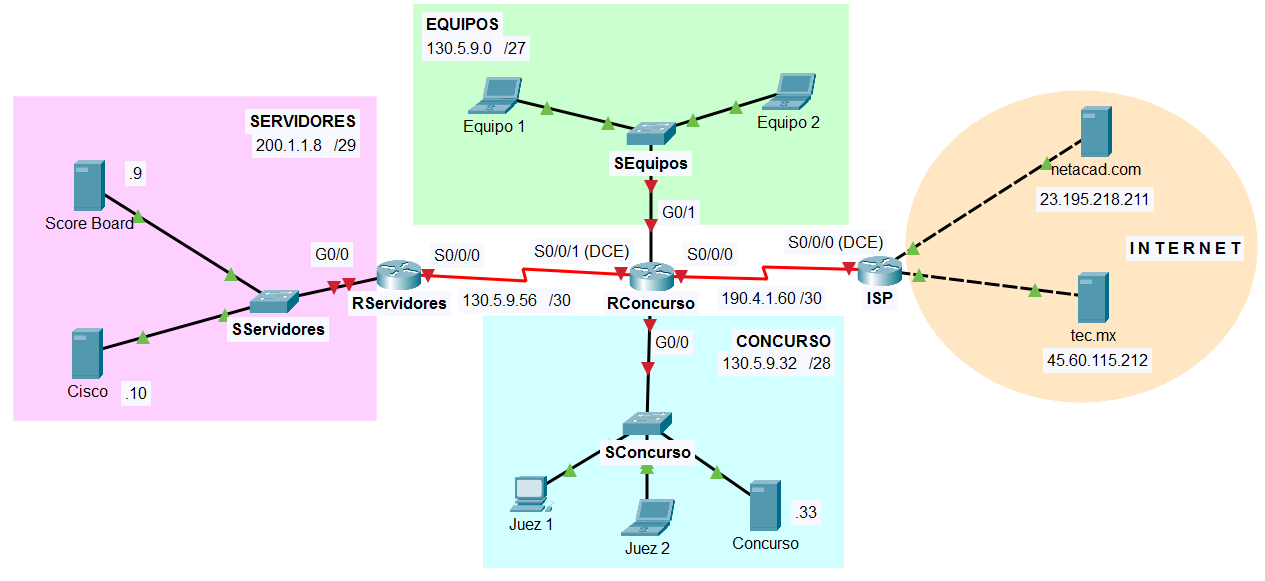 EQUIPOS
130.5.9.0 /27
Equipo 1
Equipo 2
SEquipos
G0/1
SERVIDORES
200.1.1.8 /29
.9
Score Board
G0/0
SServidores
Cisco
.10
S0/0/0
RServidores
130.5.9.56 /30
S0/0/1 (DCE)
RConcurso
S0/0/0
190.4.1.60 /30
S0/0/0 (DCE)
ISP
netacad.com
23.195.218.211
INTERNET
tec.mx
45.60.115.212
G0/0
CONCURSO
130.5.9.32 /28
SConcurso
Juez 1
Juez 2
.33
Concurso